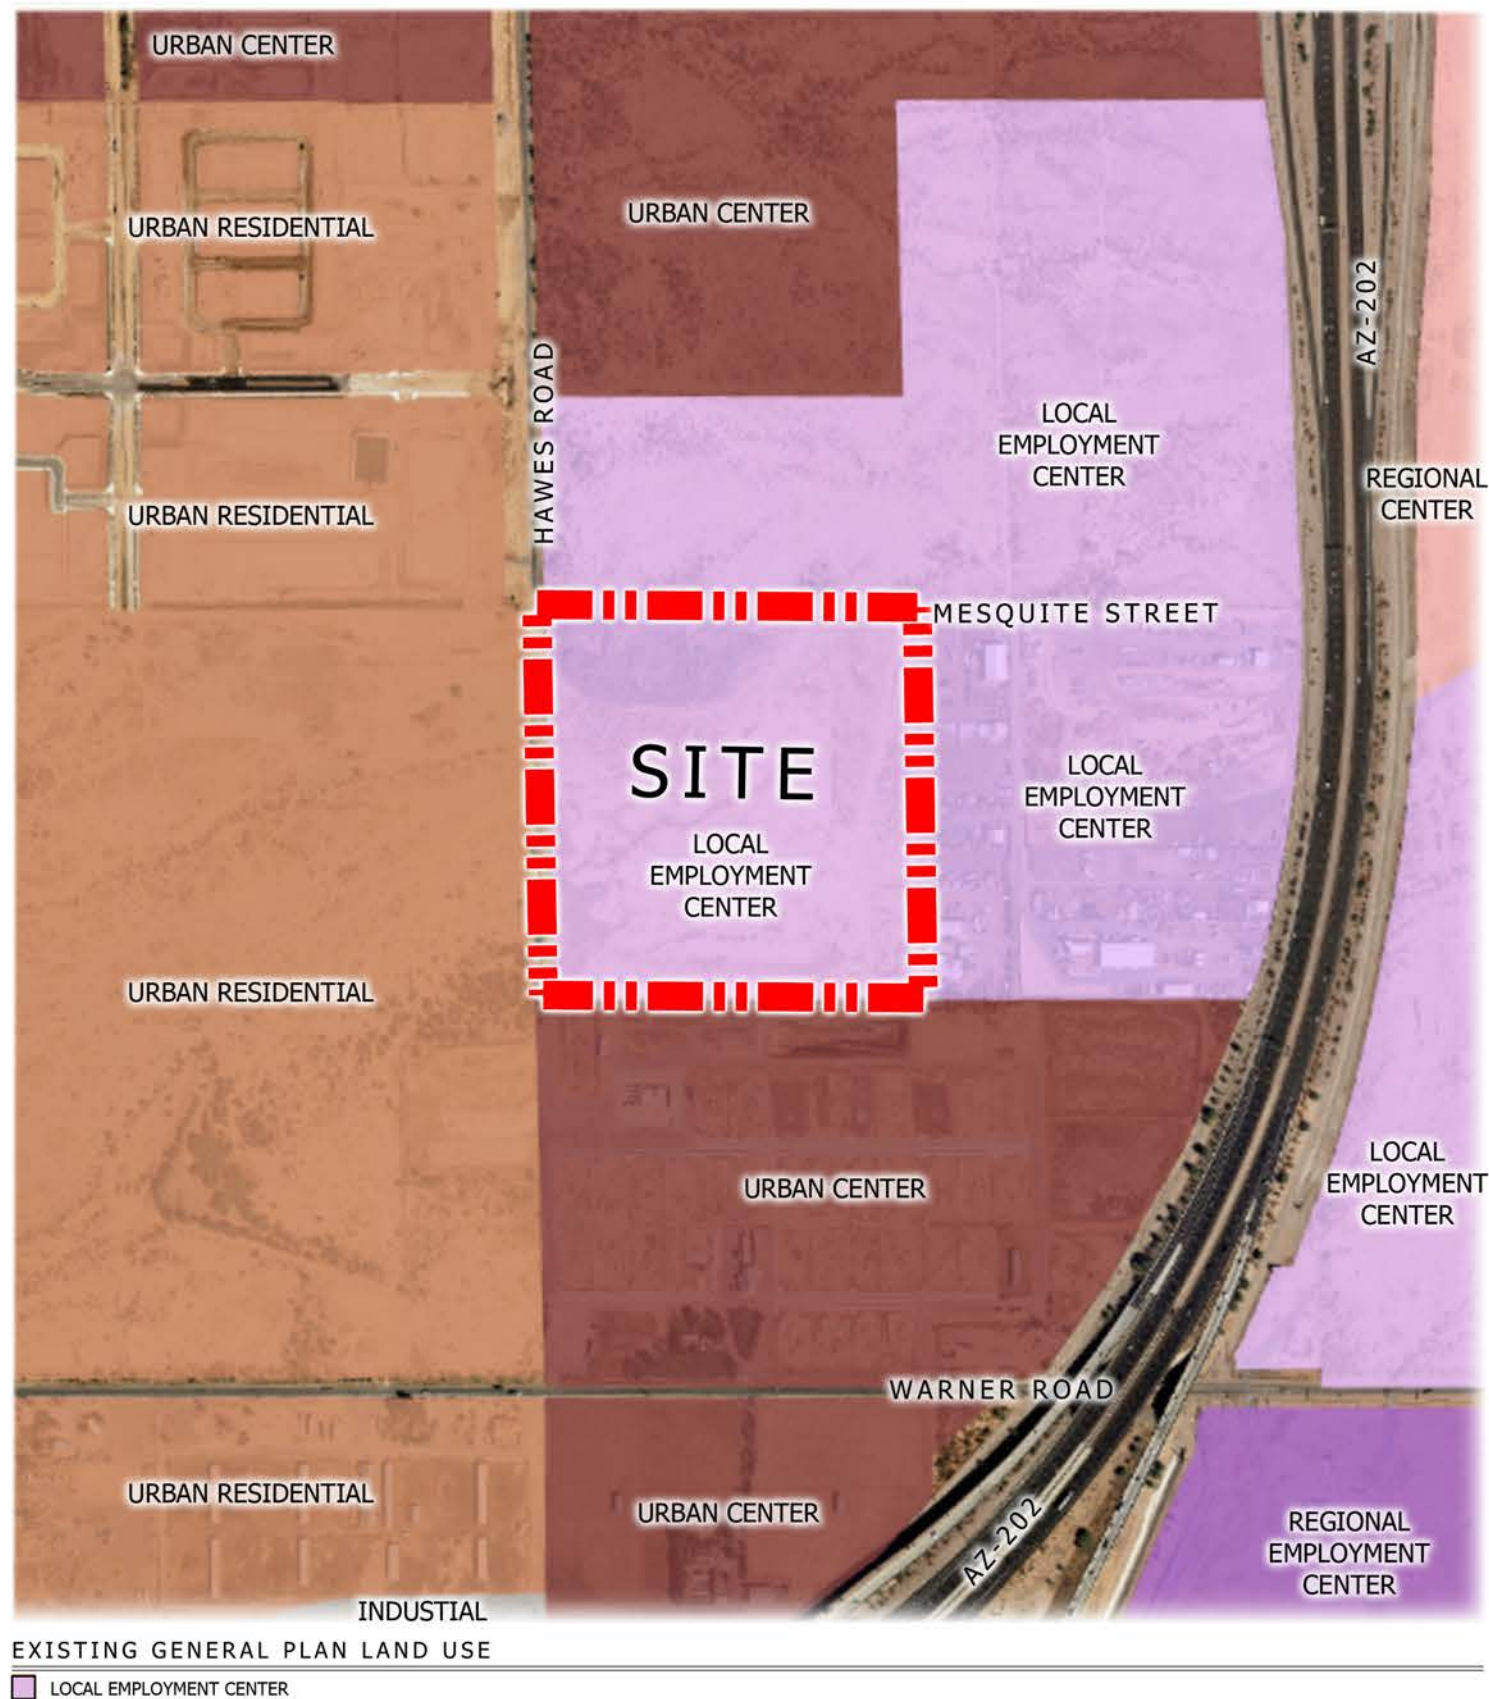 URBAN CENTER
URBAN CENTER
URBAN RESIDENTIAL
AZ-202
HAWES ROAD
LOCAL
EMPLOYMENT
CENTER
REGIONAL
CENTER
URBAN RESIDENTIAL
MESQUITE STREET
SITE
LOCAL
EMPLOYMENT
CENTER
LOCAL
EMPLOYMENT
CENTER
URBAN RESIDENTIAL
LOCAL
EMPLOYMENT
CENTER
URBAN CENTER
WARNER ROAD
URBAN RESIDENTIAL
URBAN CENTER
AZ-202
REGIONAL
EMPLOYMENT
CENTER
INDUSTIAL
EXISTING GENERAL PLAN LAND USE
LOCAL EMPLOYMENT CENTER